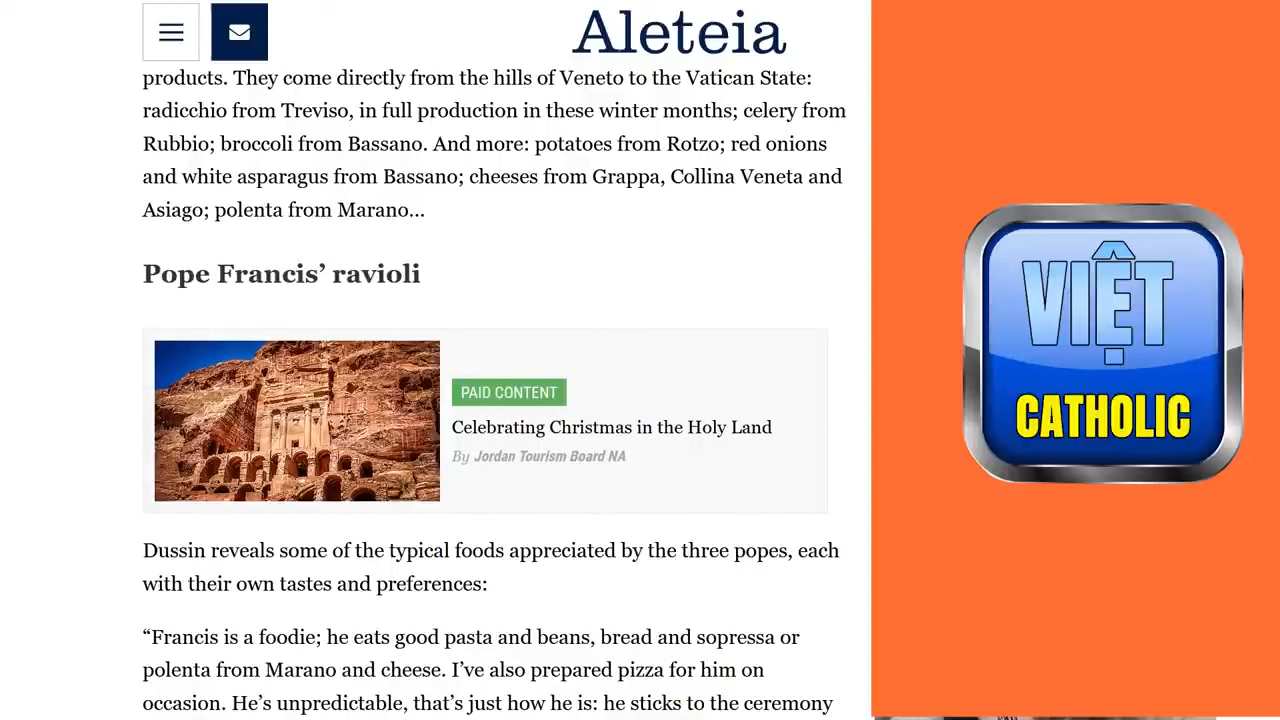 Aleteia
products. They come directly from the hills of Veneto to the Vatican State:
radicchio from Treviso, in full production in these winter months; celery from
Rubbio; broccoli from Bassano. And more: potatoes from Rotzo; red onions
and white asparagus from Bassano; cheeses from Grappa, Collina Veneta and
Asiago; polenta from Marano...
Pope Francis’ ravioli
PAID CONTENT
Celebrating Christmas in the Holy Land
By Jordan Tourism Board NA
Dussin reveals some of the typical foods appreciated by the three popes, each
with their own tastes and preferences:
“Francis is a foodie; he eats good pasta and beans, bread and sopressa or
polenta from Marano and cheese. I’ve also prepared pizza for him on
occasion. He’s unpredictable, that’s just how he is: he sticks to the ceremony
VIỆT
CATHOLIC